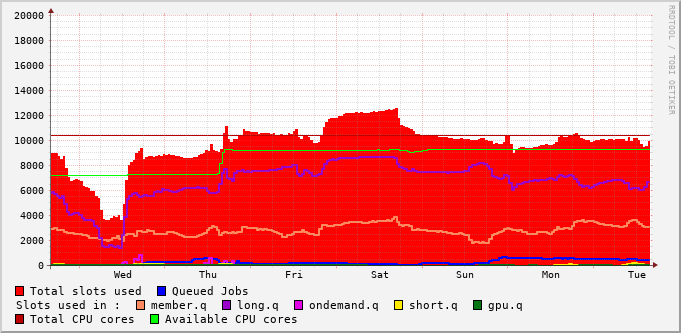 20000
18000
16000
14000
12000
10000
8000
6000
4000
2000
0
Wed Thu Fri Sat Sun Mon Tue
Total slots used Queued Jobs
Slots used in : member.q long.q ondemand.q short.q gpu.q
Total CPU cores Available CPU cores
RRDTOOL / TOBI OETIKER